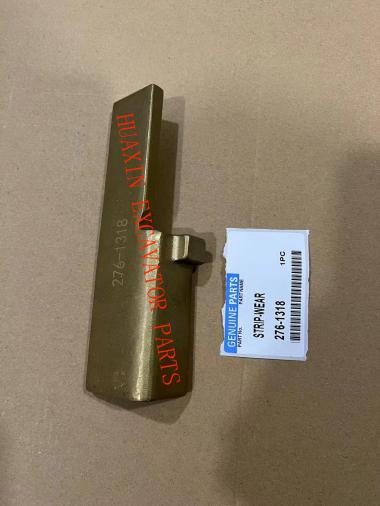 HUAXIN EXCAVATOR PARTS
276-1318
GENUINE PARTS
PART No.
PART NAME
STRIP-WEAR
276-1318
1PC